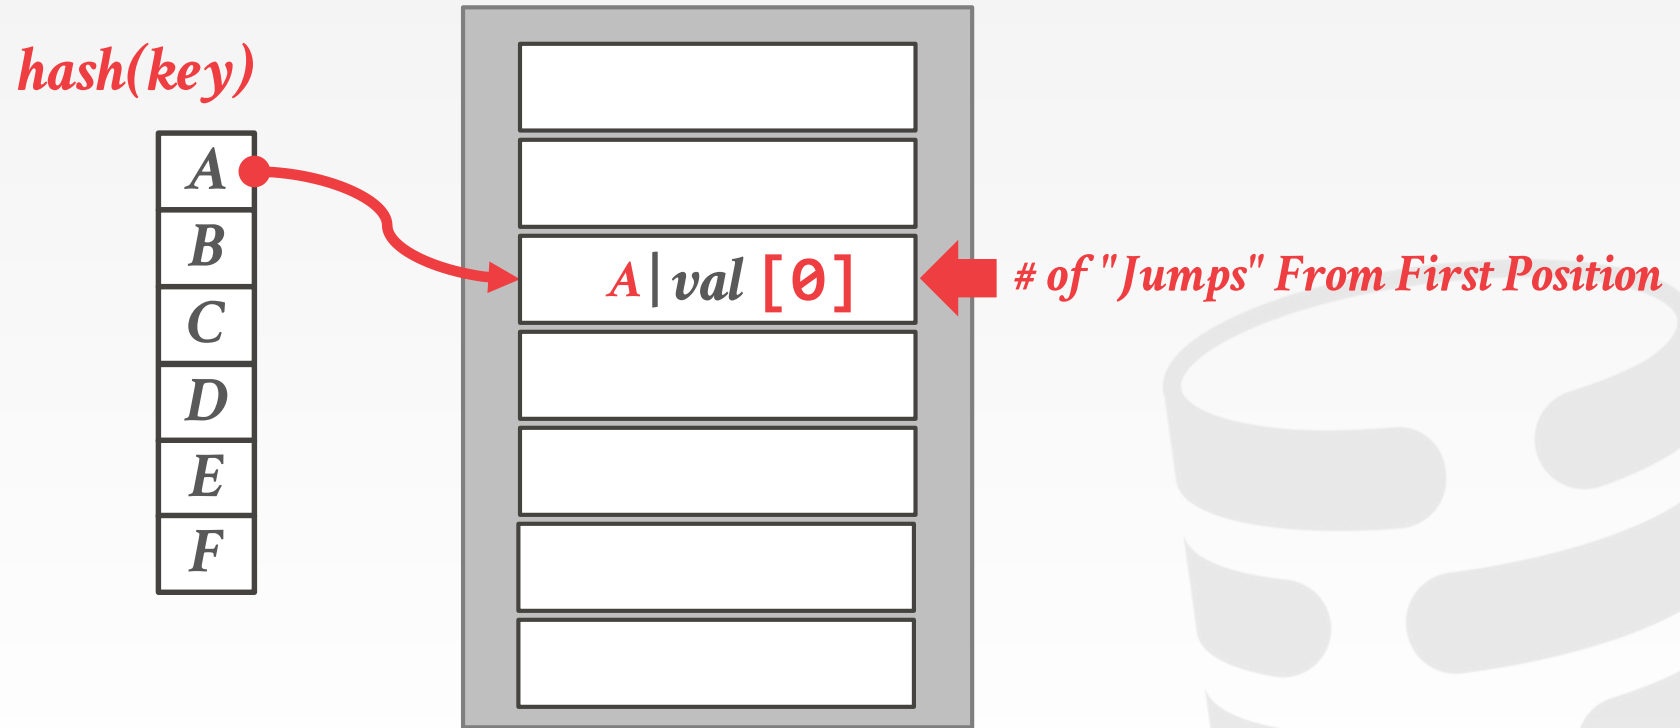 hash(key)
A
B
C
D
E
F
A|val [0]
# of "Jumps" From First Position